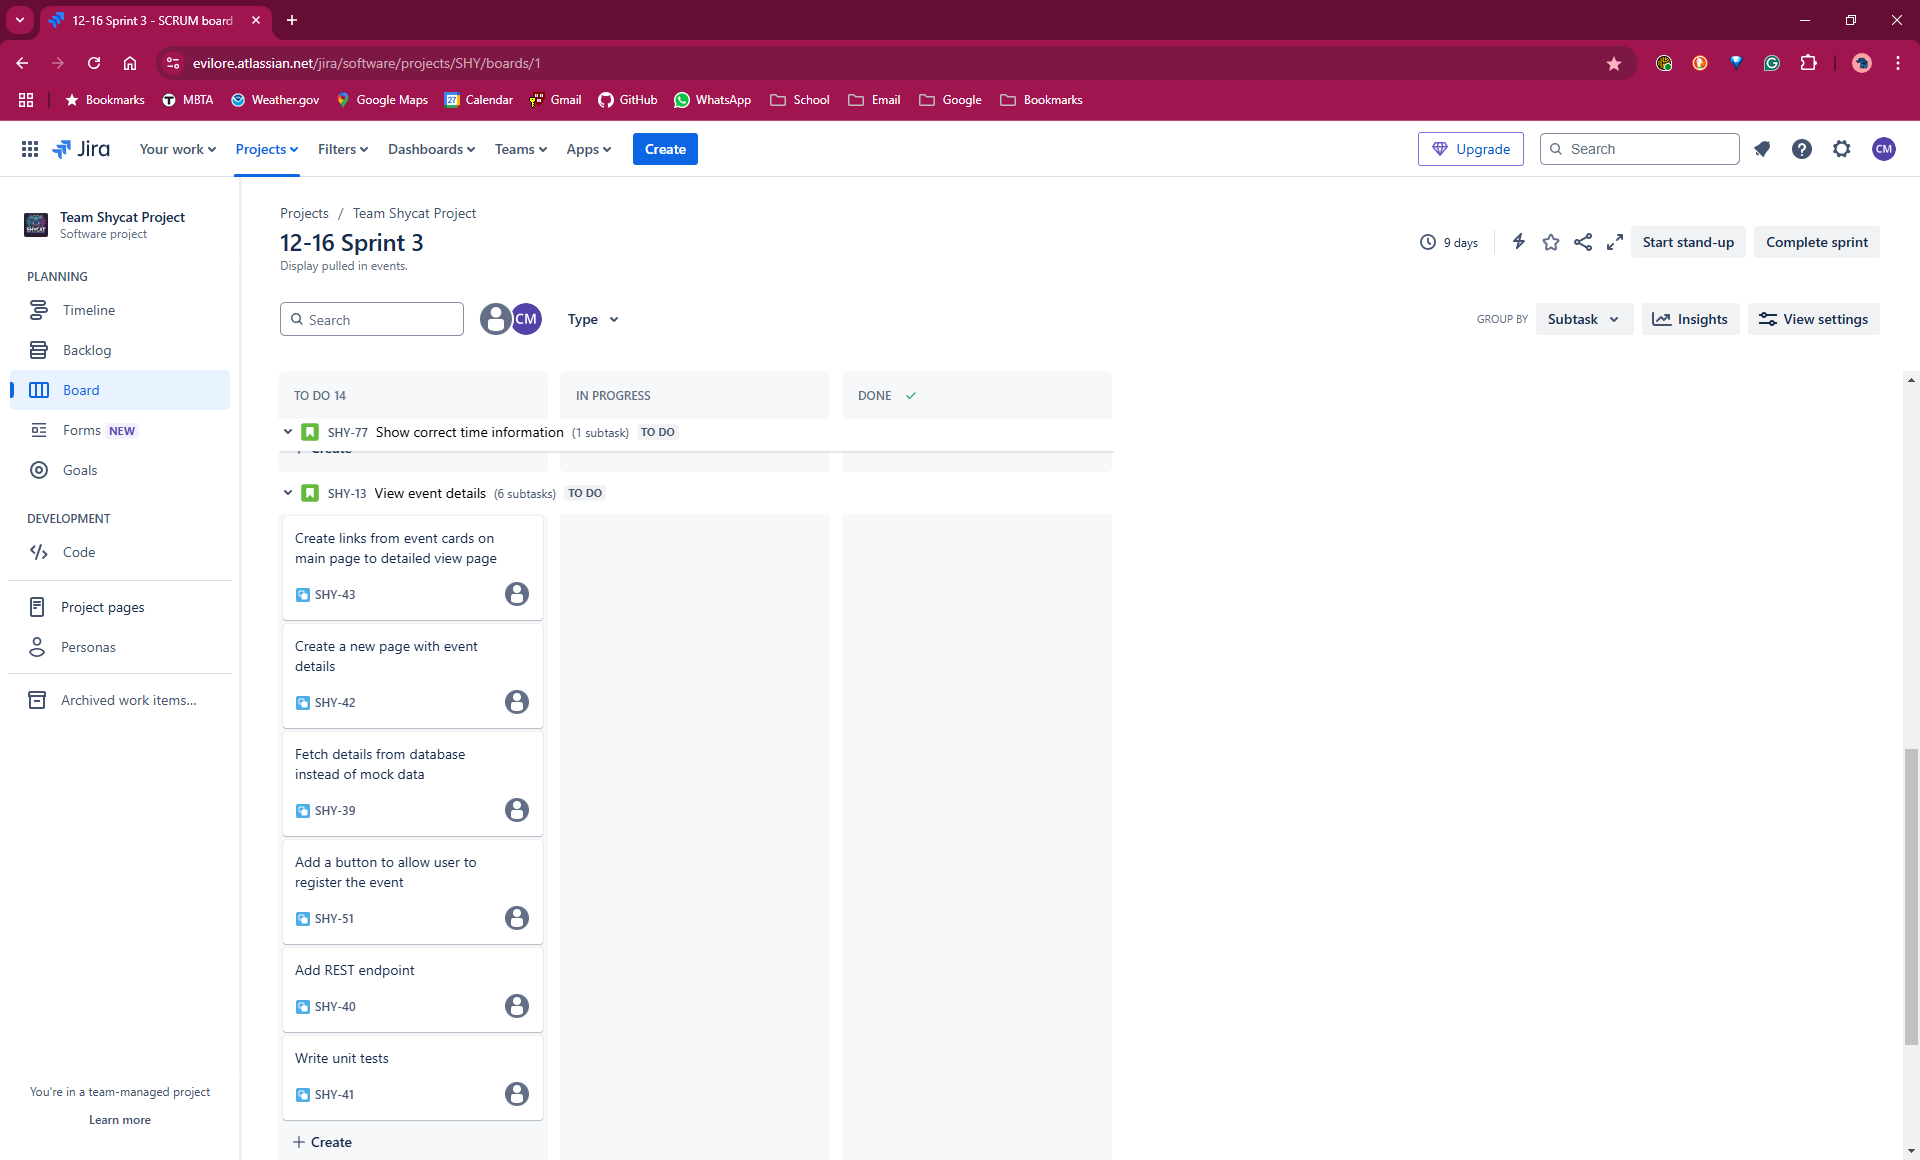 12-16 Sprint 3 - SCRUM board
evilore.atlassian.net/jira/software/projects/SHY/boards/1
Bookmarks MBTA Weather.gov Google Maps 27 Calendar Gmail GitHub WhatsApp School Email Google Bookmarks
Jira Your work Projects Filters Dashboards Teams Apps Create Upgrade Search CM
Team Shycat Project
Software project
PLANNING
Timeline
Backlog
Board
Forms NEW
Goals
DEVELOPMENT
Code
Project pages
Personas
Archived work items...
You're in a team-managed project
Learn more
Projects / Team Shycat Project
12-16 Sprint 3
Display pulled in events.
9 days Start stand-up Complete sprint
Search CM Type GROUP BY Subtask Insights View settings
TO DO 14 IN PROGRESS DONE
SHY-77 Show correct time information (1 subtask) TO DO
Create
SHY-13 View event details (6 subtasks) TO DO
Create links from event cards on
main page to detailed view page
SHY-43
Create a new page with event
details
SHY-42
Fetch details from database
instead of mock data
SHY-39
Add a button to allow user to
register the event
SHY-51
Add REST endpoint
SHY-40
Write unit tests
SHY-41
+ Create